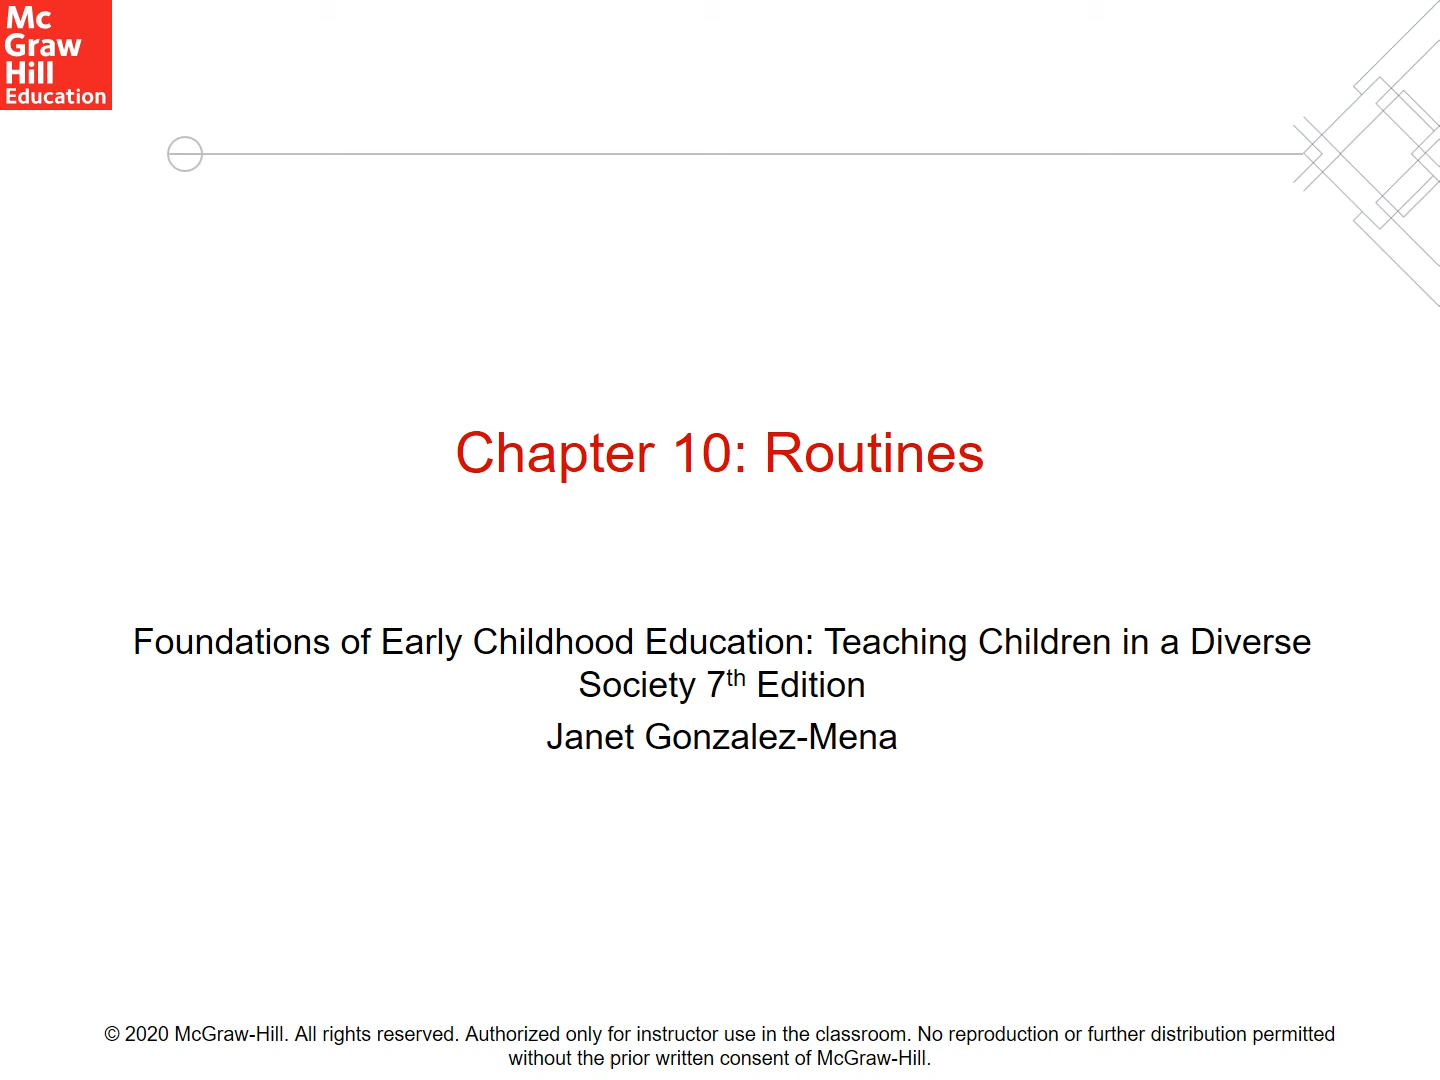 Mc
Graw
Hill
Education
Chapter 10: Routines
Foundations of Early Childhood Education: Teaching Children in a Diverse
Society 7th Edition
Janet Gonzalez-Mena
© 2020 McGraw-Hill. All rights reserved. Authorized only for instructor use in the classroom. No reproduction or further distribution permitted
without the prior written consent of McGraw-Hill.